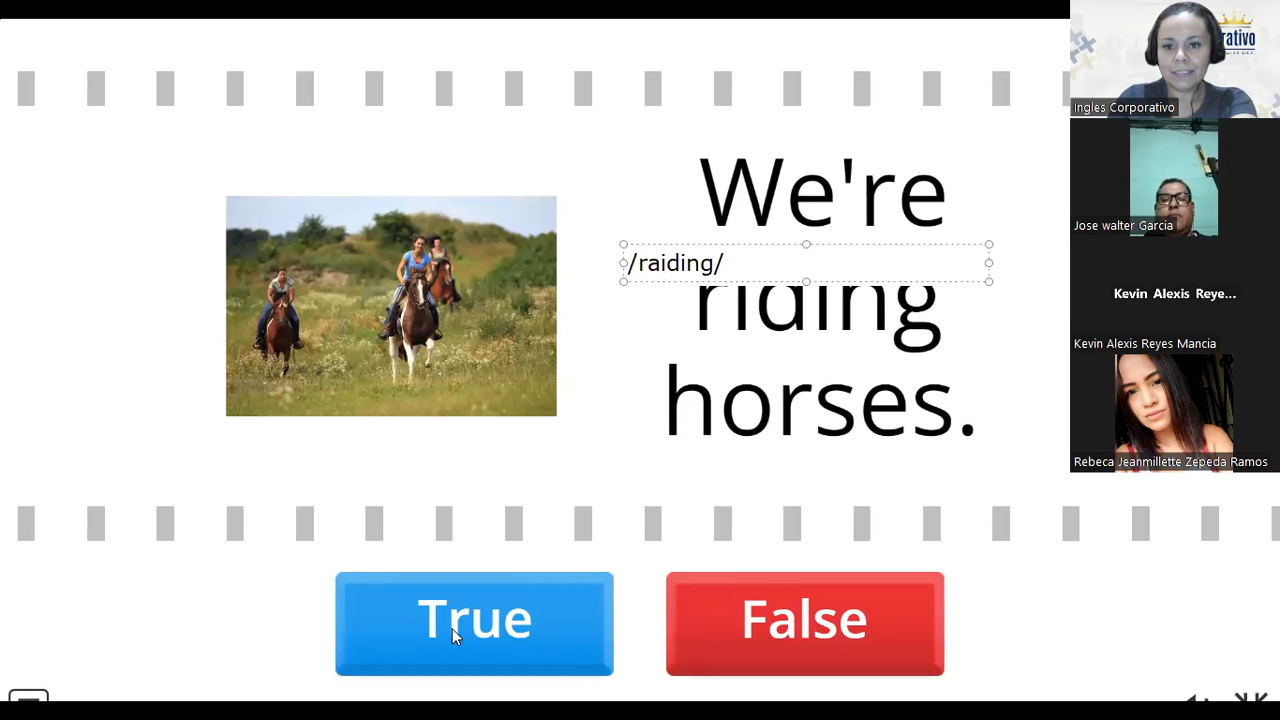 We're
/raiding/
riding
horses.
True
False
rativo
Ingles Corporativo
Jose walter Garcia
Kevin Alexis Reye...
Kevin Alexis Reyes Mancia
Rebeca Jeanmillette Zepeda Ramos